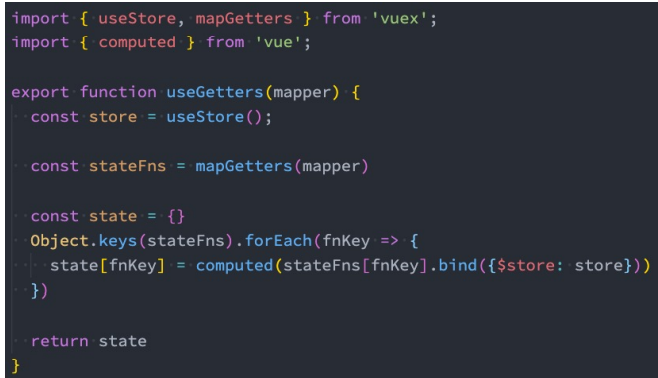 import { useStore, mapGetters } from 'vuex';
import { computed } from 'vue';

export function useGetters(mapper) {
  const store = useStore();

  const stateFns = mapGetters(mapper)

  const state = {}
  Object.keys(stateFns).forEach(fnKey => {
    state[fnKey] = computed(stateFns[fnKey].bind({$store: store}))
  })

  return state
}